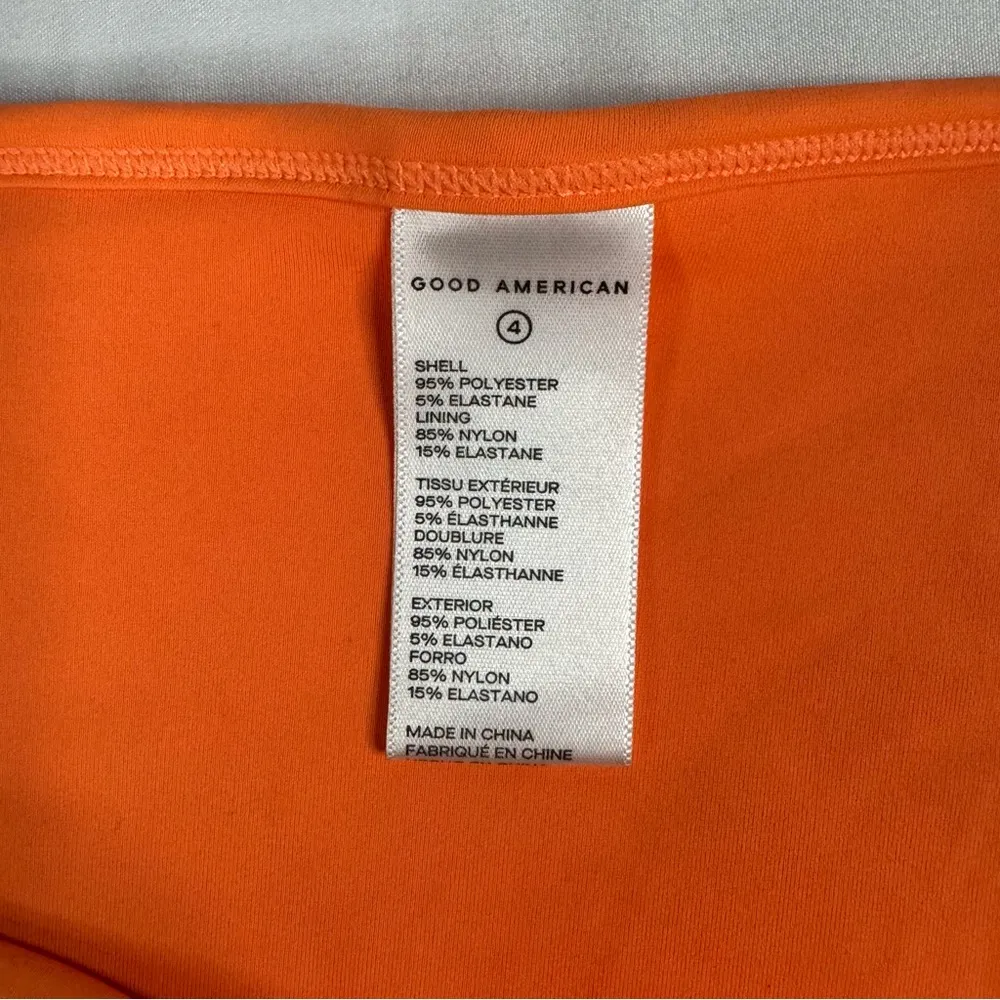 GOOD AMERICAN
4
SHELL
95% POLYESTER
5% ELASTANE
LINING
85% NYLON
15% ELASTANE
TISSU EXTÉRIEUR
95% POLYESTER
5% ÉLASTHANNE
DOUBLURE
85% NYLON
15% ÉLASTHANNE
EXTERIOR
95% POLIÉSTER
5% ELASTANO
FORRO
85% NYLON
15% ELASTANO
MADE IN CHINA
FABRIQUÉ EN CHINE